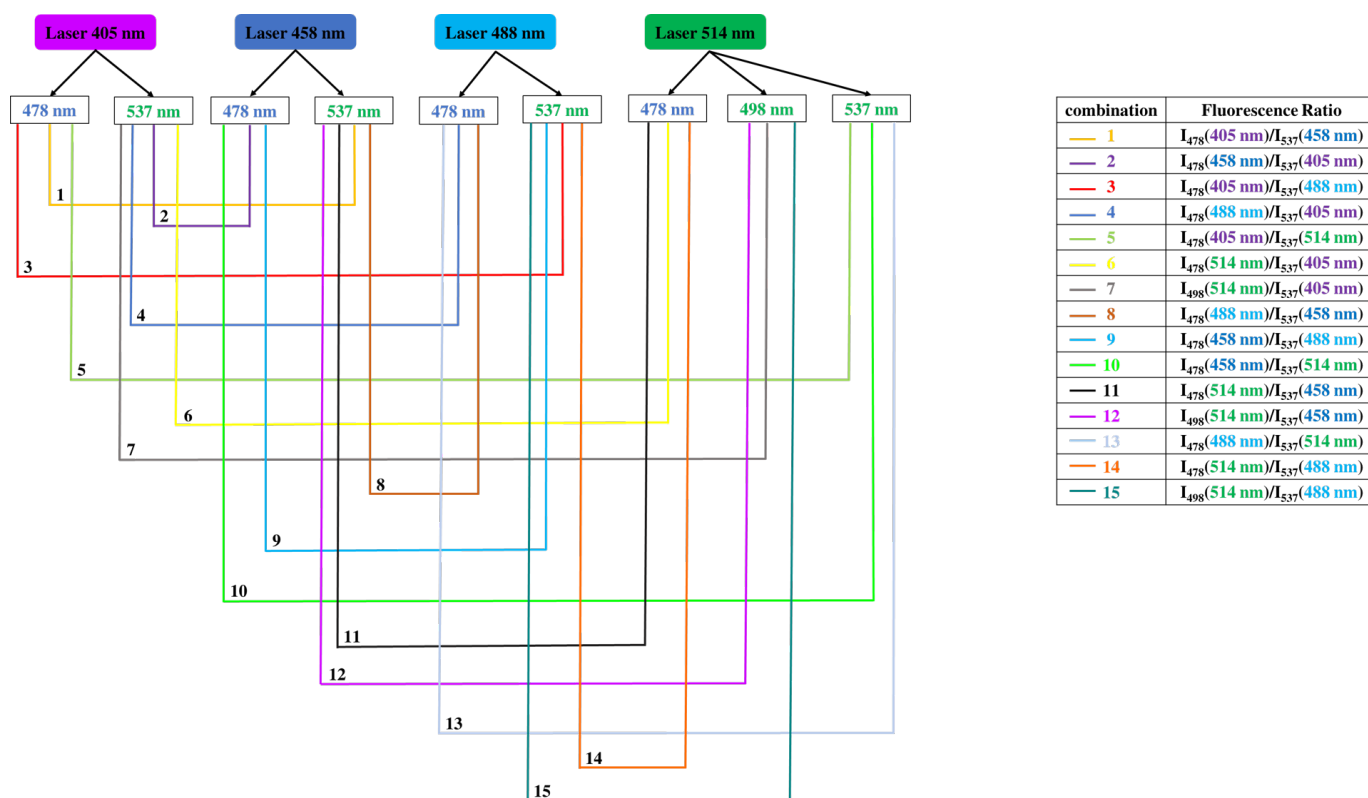 Laser 405 nm
Laser 458 nm
Laser 488 nm
Laser 514 nm
478 nm
537 nm
478 nm
537 nm
478 nm
537 nm
478 nm
498 nm
537 nm
1
2
3
4
5
6
7
8
9
10
11
12
13
14
15
combination Fluorescence Ratio
1 I478(405 nm)/I537(458 nm)
2 I478(458 nm)/I537(405 nm)
3 I478(405 nm)/I537(488 nm)
4 I478(488 nm)/I537(405 nm)
5 I478(405 nm)/I537(514 nm)
6 I478(514 nm)/I537(405 nm)
7 I498(514 nm)/I537(405 nm)
8 I478(488 nm)/I537(458 nm)
9 I478(458 nm)/I537(488 nm)
10 I478(458 nm)/I537(514 nm)
11 I478(514 nm)/I537(458 nm)
12 I498(514 nm)/I537(458 nm)
13 I478(488 nm)/I537(514 nm)
14 I478(514 nm)/I537(488 nm)
15 I498(514 nm)/I537(488 nm)